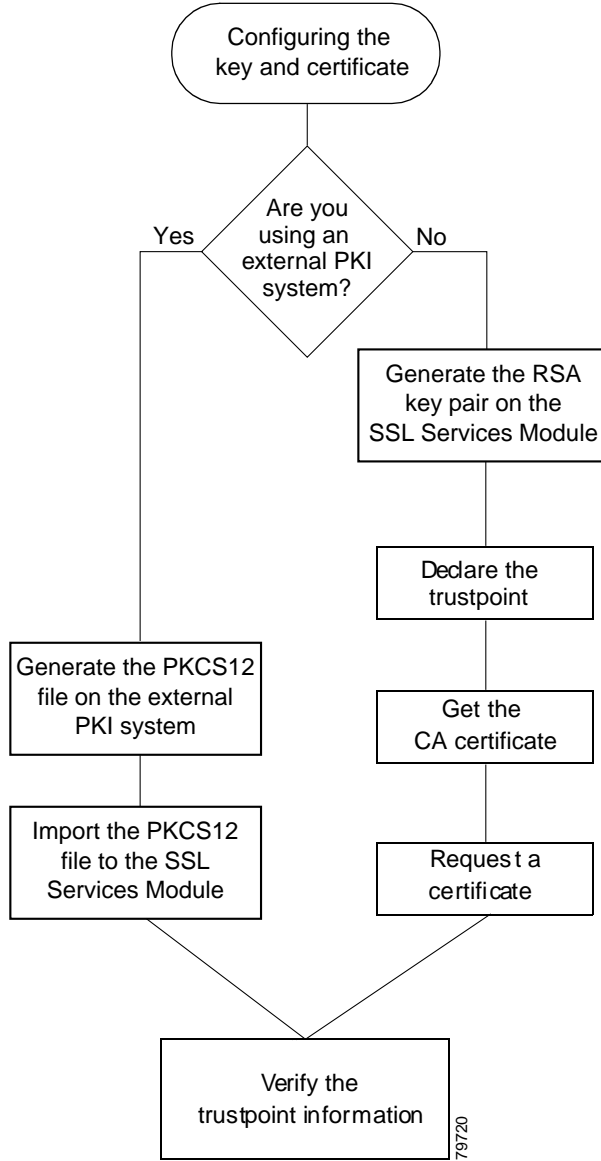 Configuring the
key and certificate
Are you
using an
external PKI
system?
Yes
No
Generate the RSA
key pair on the
SSL Services Module
Declare the
trustpoint
Get the
CA certificate
Request a
certificate
Generate the PKCS12
file on the external
PKI system
Import the PKCS12
file to the SSL
Services Module
Verify the
trustpoint information
79720